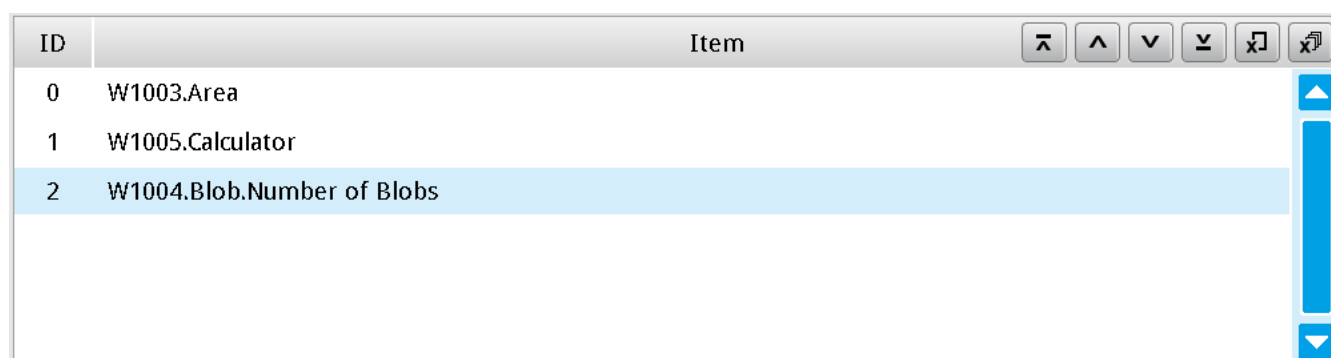 ID Item
0 W1003.Area
1 W1005.Calculator
2 W1004.Blob.Number of Blobs